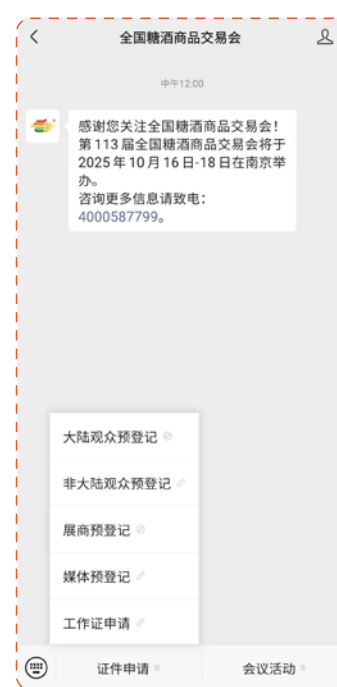 全国糖酒商品交易会
中午12:00
感谢您关注全国糖酒商品交易会！
第113届全国糖酒商品交易会将于
2025年10月16日-18日在南京举
办。
咨询更多信息请致电：
4000587799。
大陆观众预登记
非大陆观众预登记
展商预登记
媒体预登记
工作证申请
证件申请
会议活动